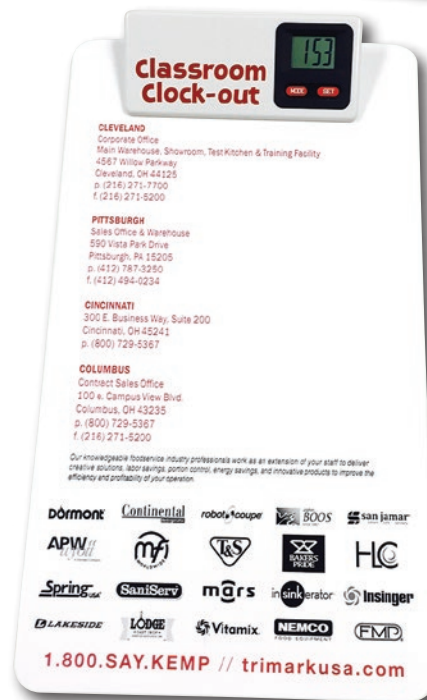 Classroom
Clock-out
153
MODE SET
CLEVELAND
Corporate Office
Main Warehouse, Showroom, Test Kitchen & Training Facility
4567 Willow Parkway
Cleveland, OH 44125
p. (216) 271-7700
f. (216) 271-5200
PITTSBURGH
Sales Office & Warehouse
590 Vista Park Drive
Pittsburgh, PA 15205
p. (412) 787-3250
f. (412) 494-0234
CINCINNATI
300 E. Business Way, Suite 200
Cincinnati, OH 45241
p. (800) 729-5367
COLUMBUS
Contract Sales Office
100 e. Campus View Blvd.
Columbus, OH 43235
p. (800) 729-5367
f. (216) 271-5200
Our knowledgeable foodservice industry professionals work as an extension of your staff to deliver
creative solutions, labor savings, portion control, energy savings, and innovative products to improve the
efficiency and profitability of your operation.
DORMONT Continental robot coupe BOOS san jamar
APW Wyott mfi T&S BAKERS PRIDE HLC
Spring USA SaniServ mars insinkerator Insinger
LAKESIDE LODGE Vitamix NEMCO FOOD EQUIPMENT FMP
1.800.SAY.KEMP // trimarkusa.com